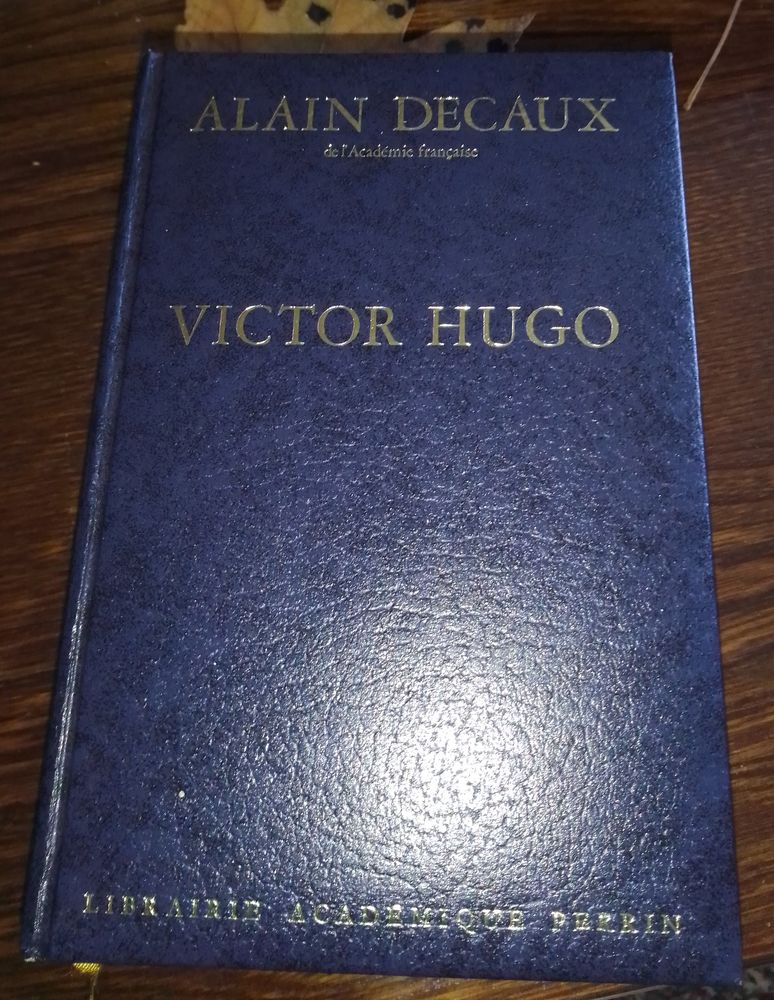 ALAIN DECAUX
de l'Académie française
VICTOR HUGO
LIBRAIRIE ACADÉMIQUE PERRIN